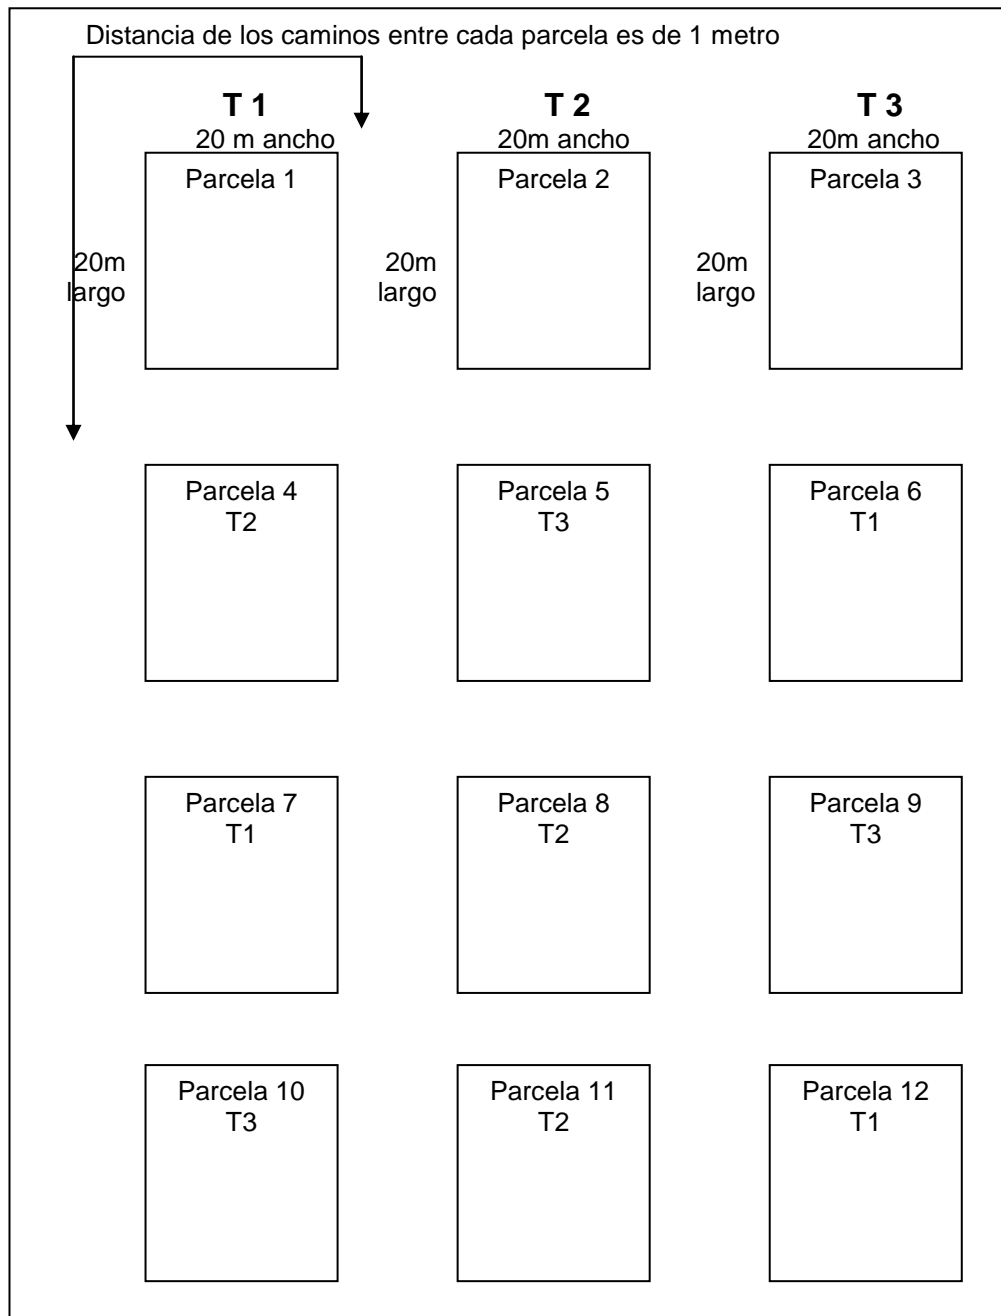 Distancia de los caminos entre cada parcela es de 1 metro
T 1
T 2
T 3
20 m ancho
20m ancho
20m ancho
Parcela 1
Parcela 2
Parcela 3
20m
largo
20m
largo
20m
largo
Parcela 4
T2
Parcela 5
T3
Parcela 6
T1
Parcela 7
T1
Parcela 8
T2
Parcela 9
T3
Parcela 10
T3
Parcela 11
T2
Parcela 12
T1